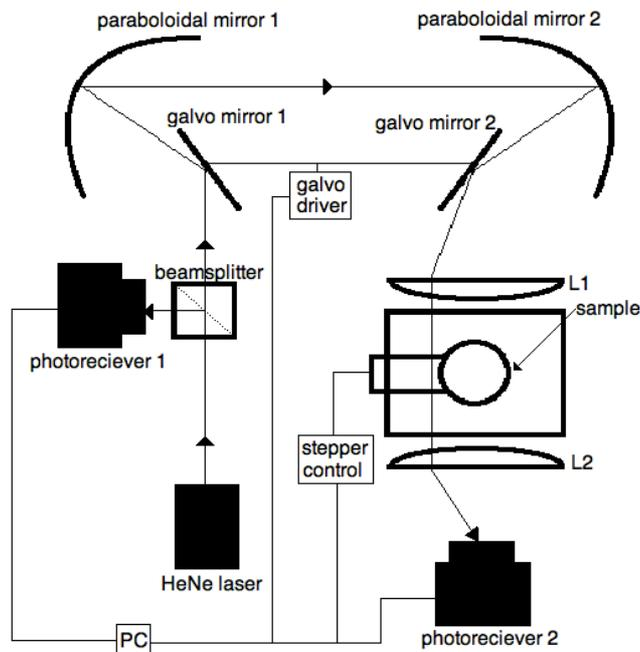 paraboloidal mirror 1
paraboloidal mirror 2
galvo mirror 1
galvo mirror 2
galvo
driver
beamsplitter
L1
sample
photoreciever 1
stepper
control
L2
HeNe laser
PC
photoreciever 2